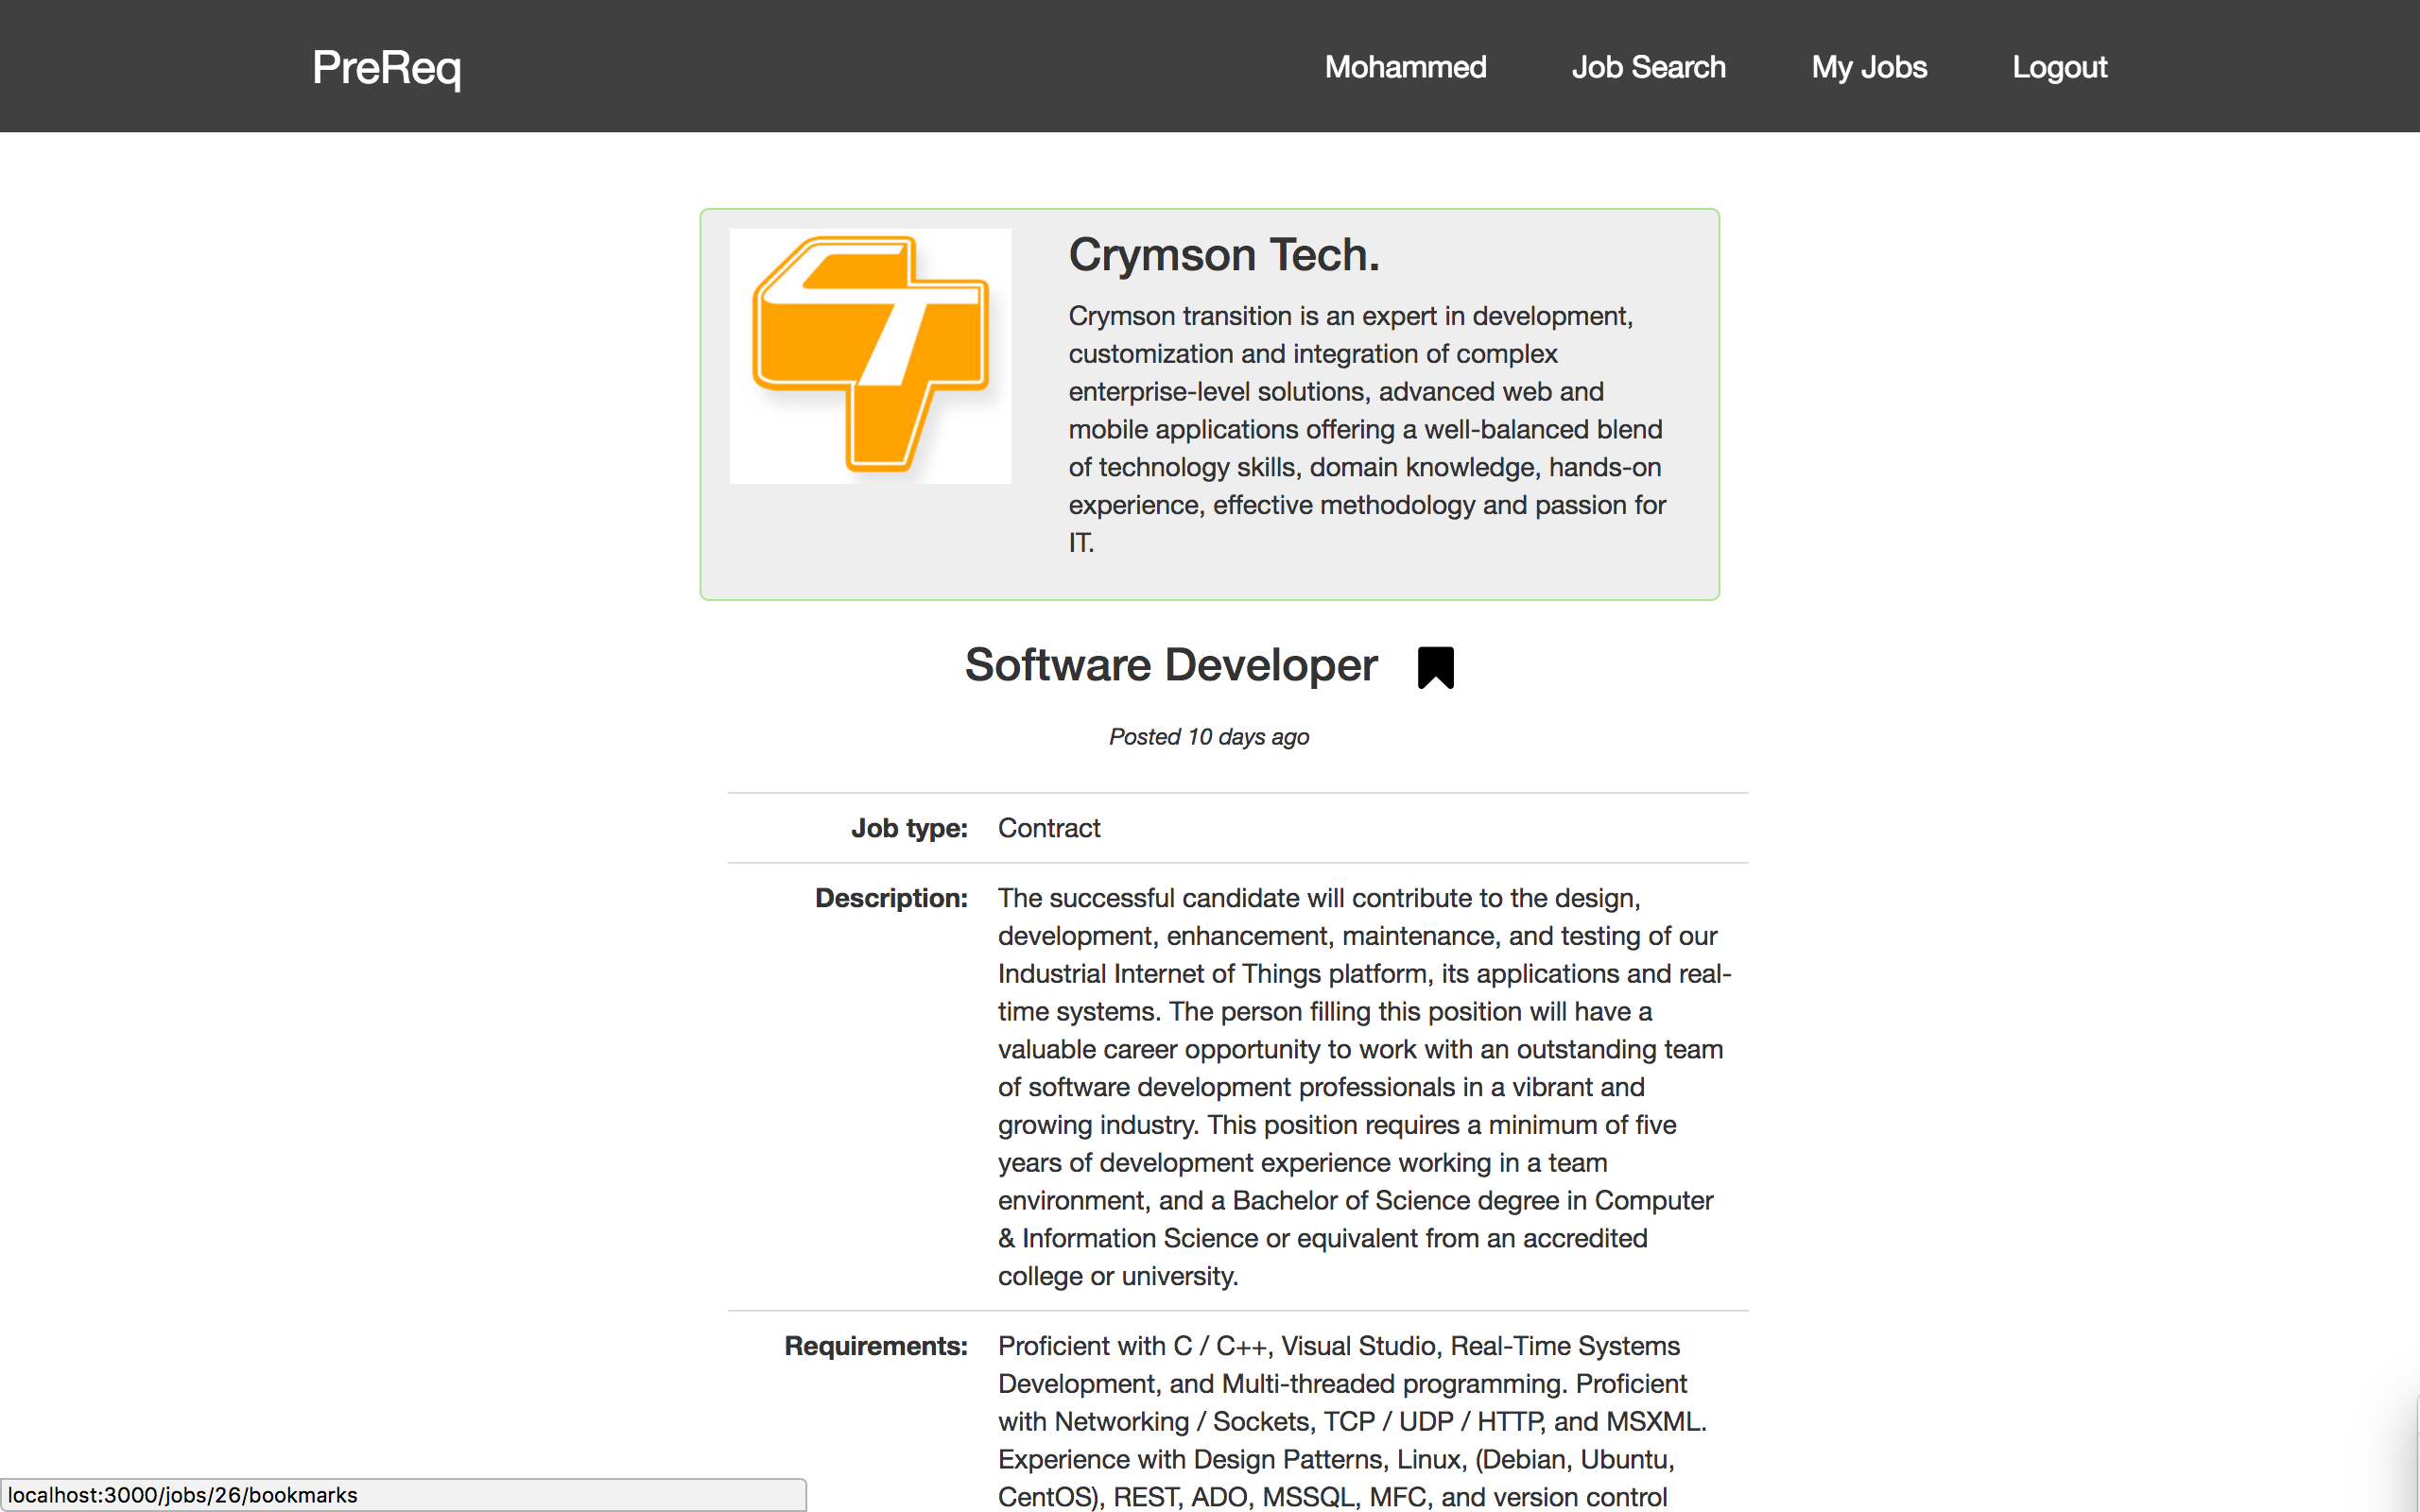 PreReq
Mohammed
Job Search
My Jobs
Logout
Crymson Tech.
Crymson transition is an expert in development,
customization and integration of complex
enterprise-level solutions, advanced web and
mobile applications offering a well-balanced blend
of technology skills, domain knowledge, hands-on
experience, effective methodology and passion for
IT.
Software Developer
Posted 10 days ago
Job type: Contract
Description: The successful candidate will contribute to the design,
development, enhancement, maintenance, and testing of our
Industrial Internet of Things platform, its applications and real-
time systems. The person filling this position will have a
valuable career opportunity to work with an outstanding team
of software development professionals in a vibrant and
growing industry. This position requires a minimum of five
years of development experience working in a team
environment, and a Bachelor of Science degree in Computer
& Information Science or equivalent from an accredited
college or university.
Requirements: Proficient with C / C++, Visual Studio, Real-Time Systems
Development, and Multi-threaded programming. Proficient
with Networking / Sockets, TCP / UDP / HTTP, and MSXML.
Experience with Design Patterns, Linux, (Debian, Ubuntu,
CentOS), REST, ADO, MSSQL, MFC, and version control
localhost:3000/jobs/26/bookmarks